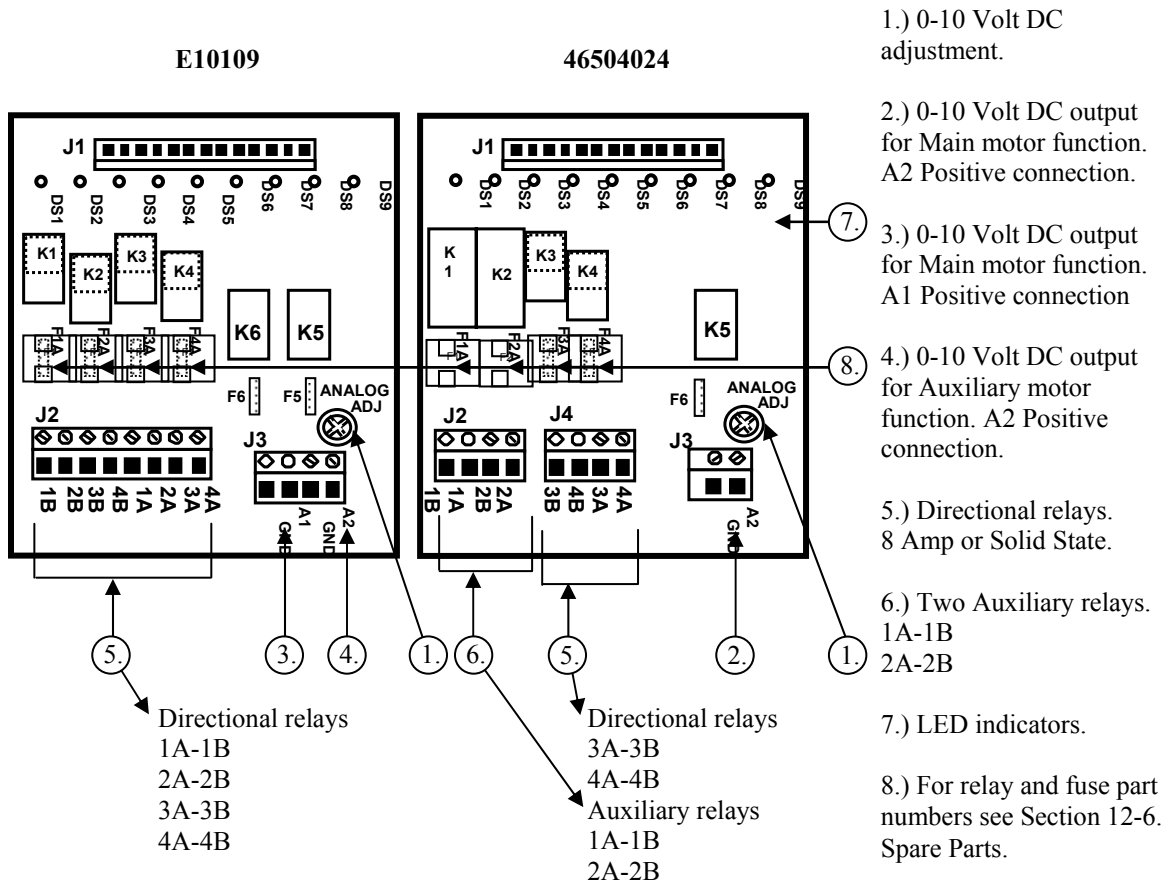 E10109
J1
DS1
DS2
DS3
DS4
DS5
DS6
DS7
DS8
DS9
K1
K2
K3
K4
K6
K5
F1A
F2A
F3A
F4A
F6
F5
ANALOG
ADJ
J2
J3
1B
2B
3B
4B
1A
2A
3A
4A
GND
A1
GND
A2
5.
3.
4.
1.
Directional relays
1A-1B
2A-2B
3A-3B
4A-4B
46504024
J1
DS1
DS2
DS3
DS4
DS5
DS6
DS7
DS8
DS9
7.
K
1
K2
K3
K4
K5
F1A
F2A
F3A
F4A
8.
F6
ANALOG
ADJ
J2
J4
J3
1B
1A
2B
2A
3B
4B
3A
4A
GND
A2
6.
5.
2.
1.
Directional relays
3A-3B
4A-4B
Auxiliary relays
1A-1B
2A-2B
1.) 0-10 Volt DC
adjustment.
2.) 0-10 Volt DC output
for Main motor function.
A2 Positive connection.
3.) 0-10 Volt DC output
for Main motor function.
A1 Positive connection
4.) 0-10 Volt DC output
for Auxiliary motor
function. A2 Positive
connection.
5.) Directional relays.
8 Amp or Solid State.
6.) Two Auxiliary relays.
1A-1B
2A-2B
7.) LED indicators.
8.) For relay and fuse part
numbers see Section 12-6.
Spare Parts.